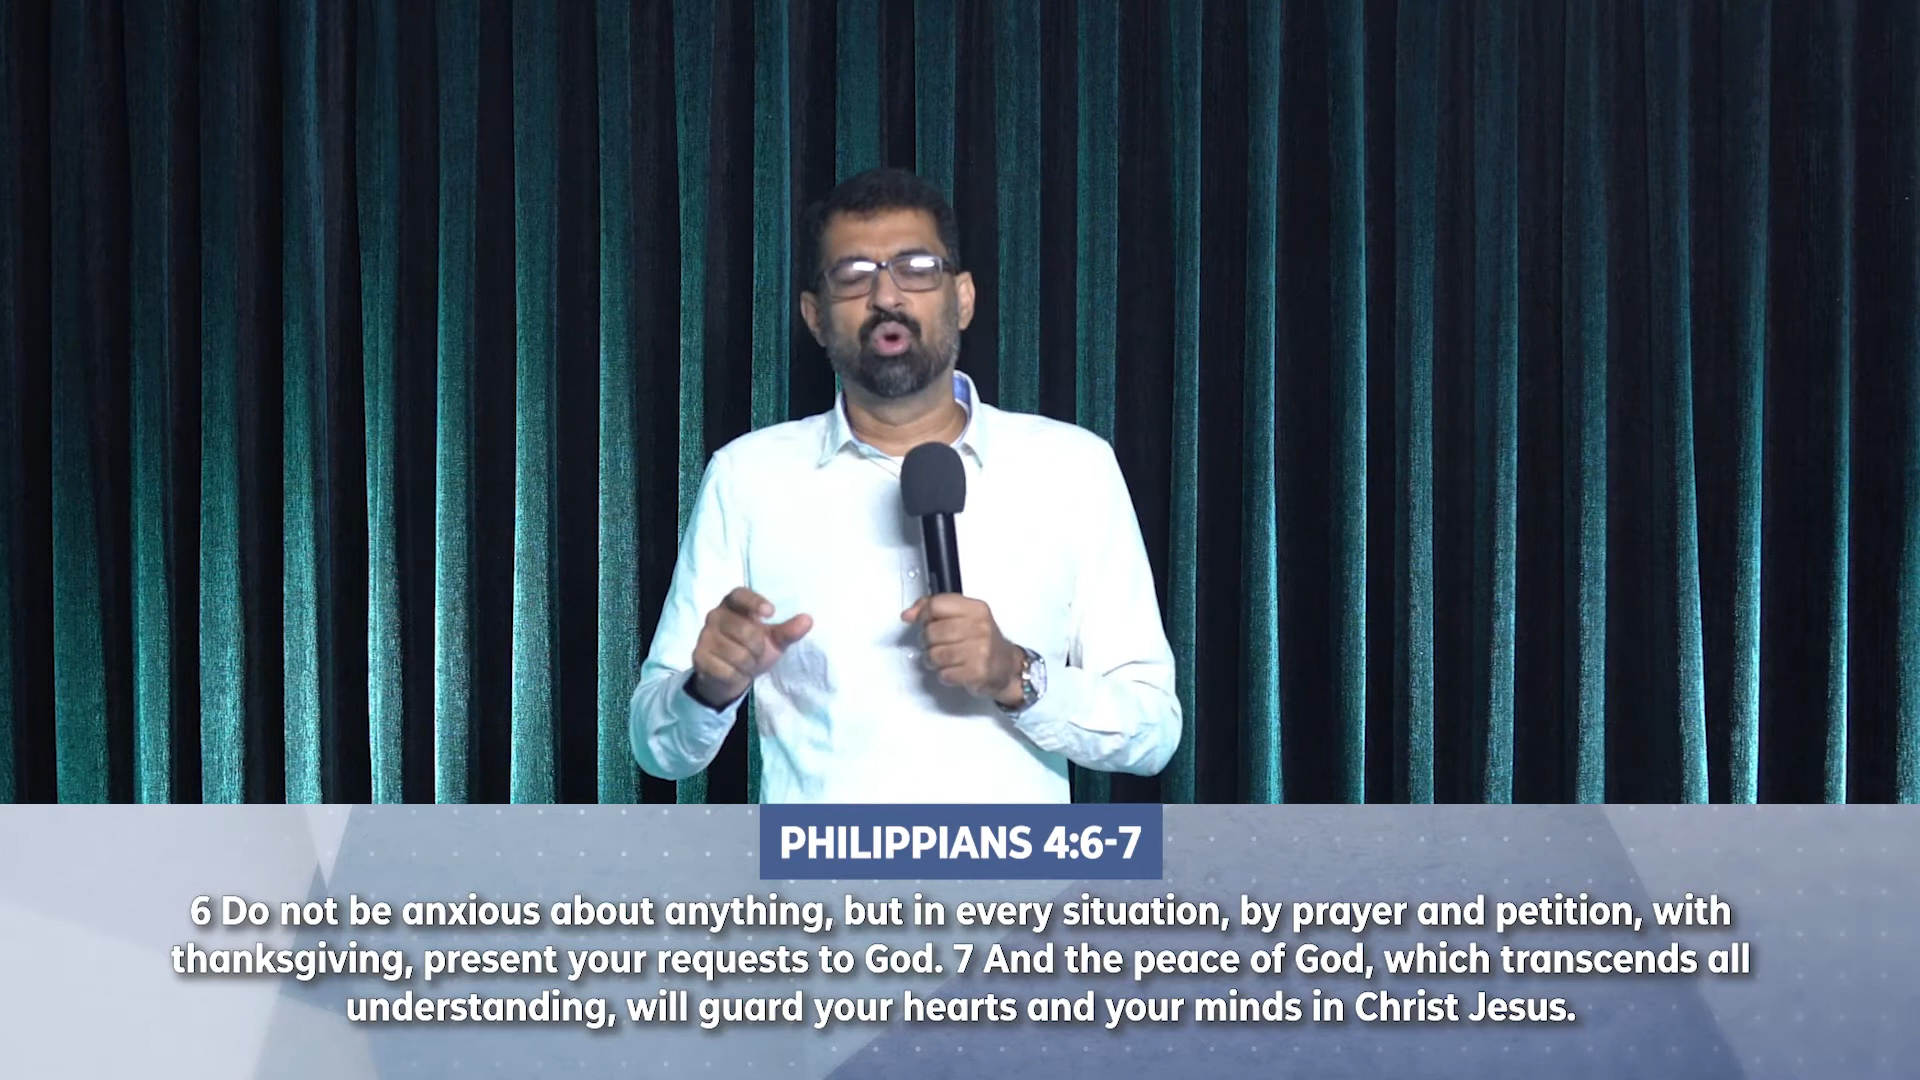 PHILIPPIANS 4:6-7
6 Do not be anxious about anything, but in every situation, by prayer and petition, with
thanksgiving, present your requests to God. 7 And the peace of God, which transcends all
understanding, will guard your hearts and your minds in Christ Jesus.